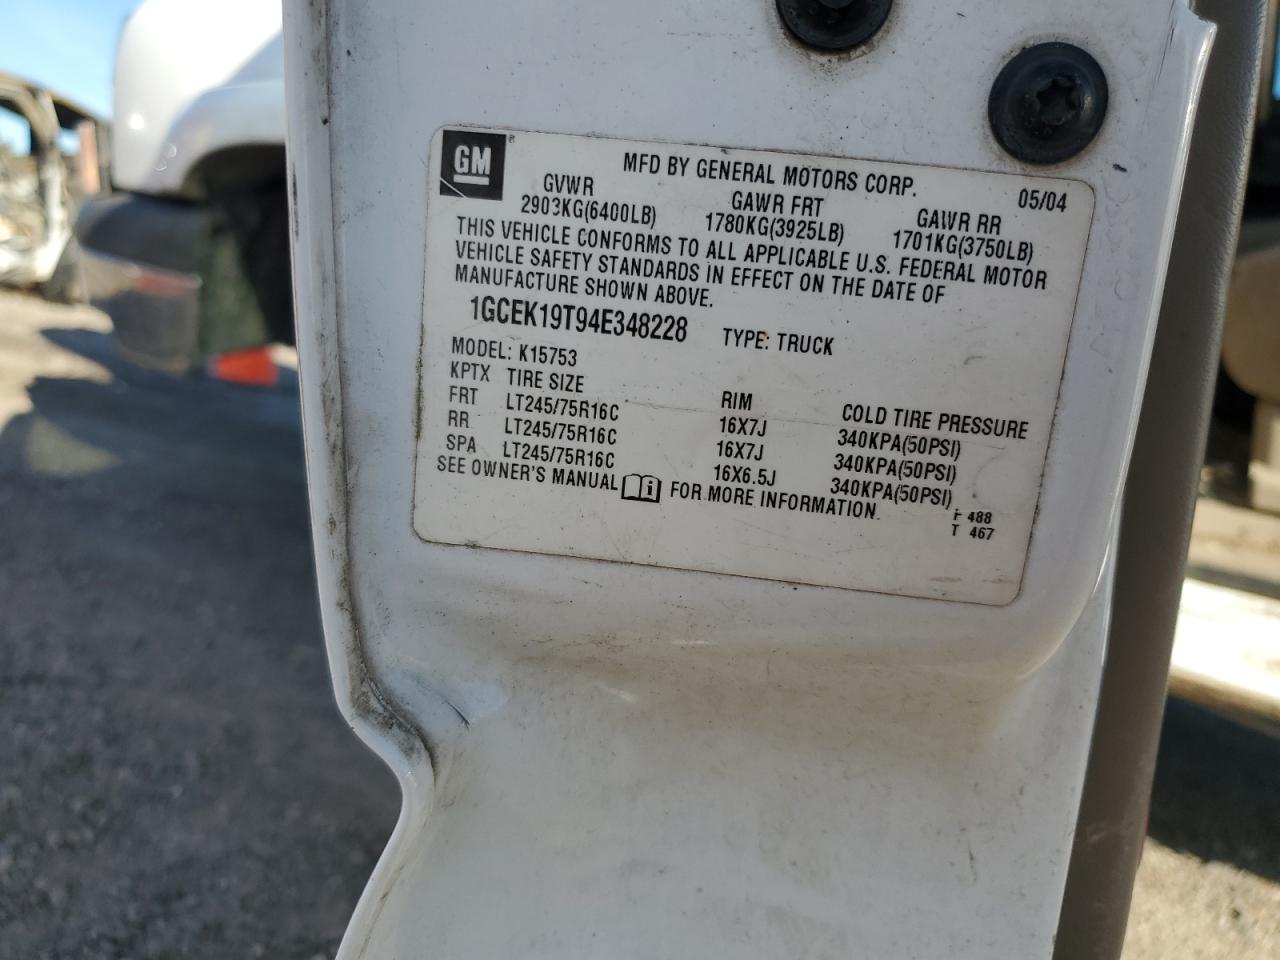 GM ®
MFD BY GENERAL MOTORS CORP. 05/04
GVWR GAWR FRT GAWR RR
2903KG(6400LB) 1780KG(3925LB) 1701KG(3750LB)
THIS VEHICLE CONFORMS TO ALL APPLICABLE U.S. FEDERAL MOTOR
VEHICLE SAFETY STANDARDS IN EFFECT ON THE DATE OF
MANUFACTURE SHOWN ABOVE.
1GCEK19T94E348228 TYPE: TRUCK
MODEL: K15753
KPTX TIRE SIZE RIM COLD TIRE PRESSURE
FRT LT245/75R16C 16X7J 340KPA(50PSI)
RR LT245/75R16C 16X7J 340KPA(50PSI)
SPA LT245/75R16C 16X6.5J 340KPA(50PSI)
SEE OWNER'S MANUAL i FOR MORE INFORMATION.
F 488
T 467